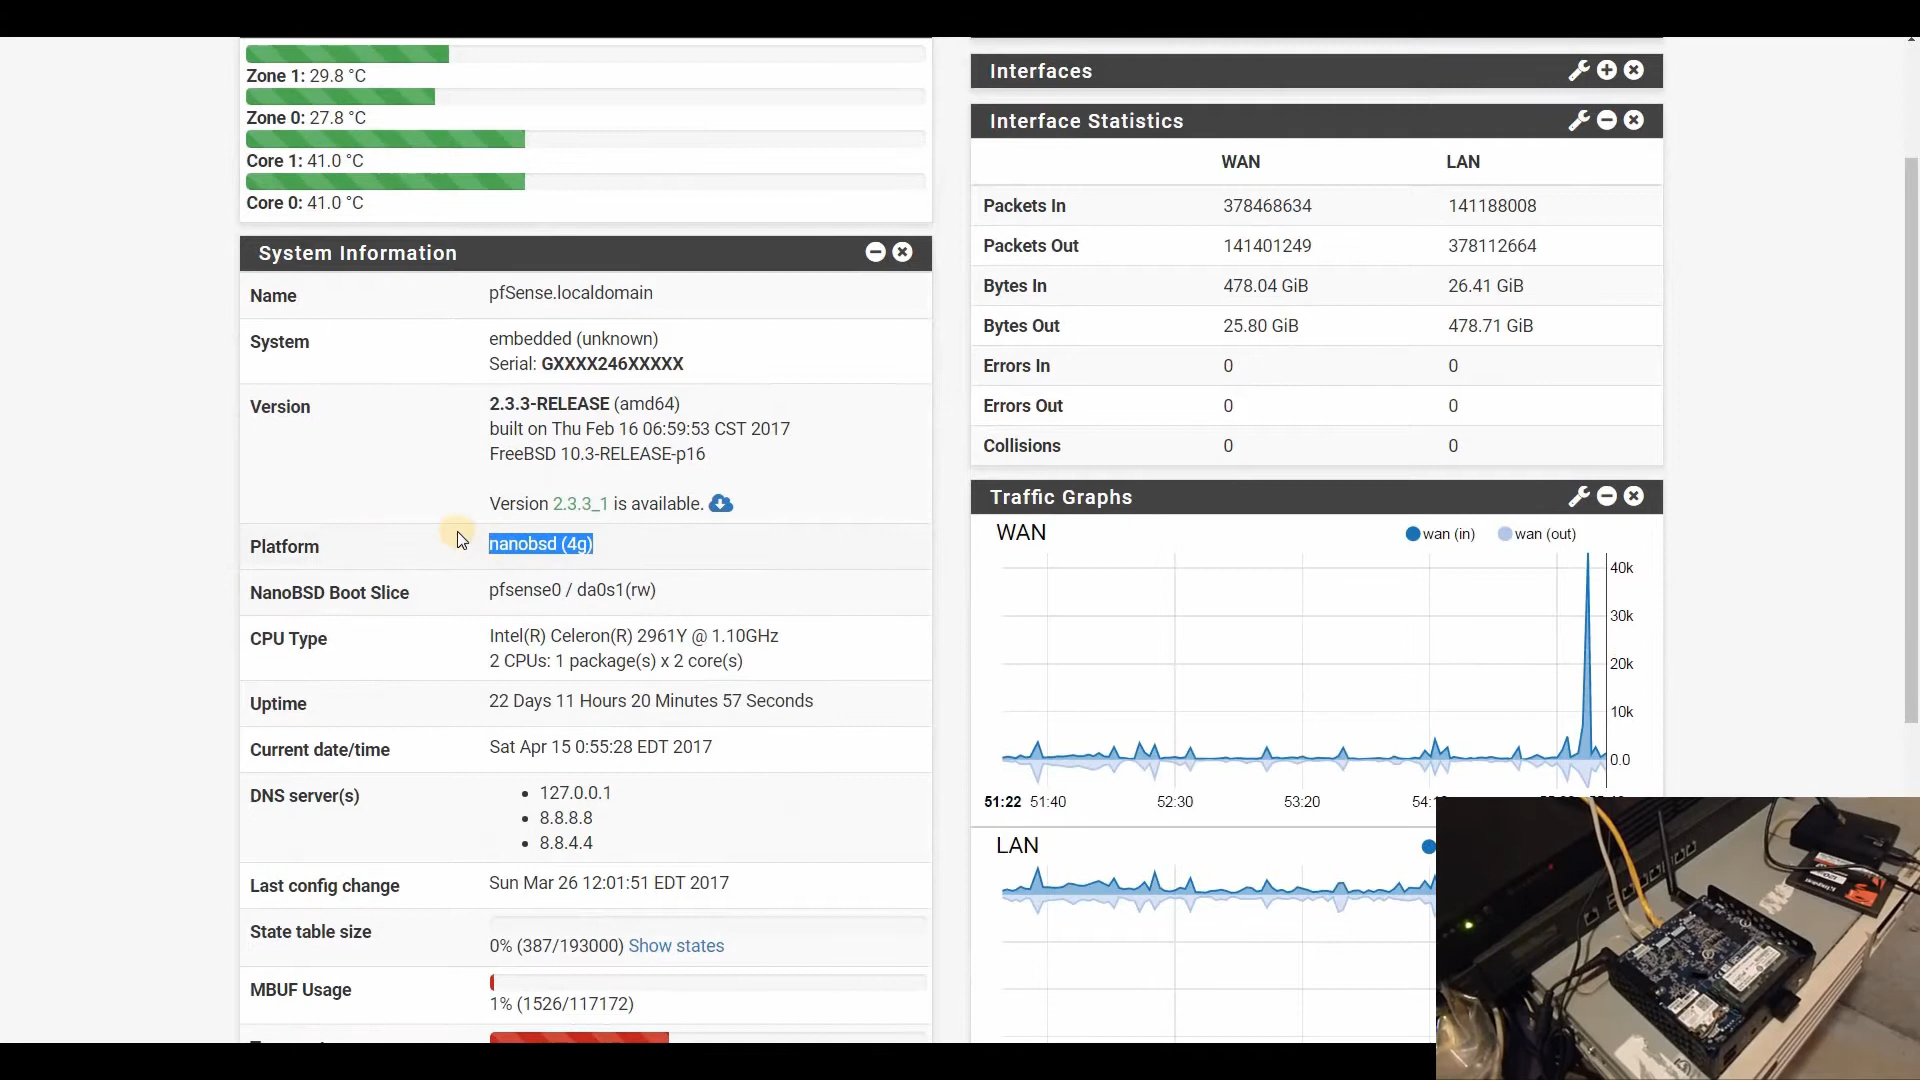 Zone 1: 29.8 °C
Zone 0: 27.8 °C
Core 1: 41.0 °C
Core 0: 41.0 °C
System Information
Name pfSense.localdomain
System embedded (unknown)
Serial: GXXXX246XXXXX
Version 2.3.3-RELEASE (amd64)
built on Thu Feb 16 06:59:53 CST 2017
FreeBSD 10.3-RELEASE-p16
Version 2.3.3_1 is available.
Platform nanobsd (4g)
NanoBSD Boot Slice pfsense0 / da0s1(rw)
CPU Type Intel(R) Celeron(R) 2961Y @ 1.10GHz
2 CPUs: 1 package(s) x 2 core(s)
Uptime 22 Days 11 Hours 20 Minutes 57 Seconds
Current date/time Sat Apr 15 0:55:28 EDT 2017
DNS server(s)
127.0.0.1
8.8.8.8
8.8.4.4
Last config change Sun Mar 26 12:01:51 EDT 2017
State table size
0% (387/193000) Show states
MBUF Usage
1% (1526/117172)
Interfaces
Interface Statistics
WAN LAN
Packets In 378468634 141188008
Packets Out 141401249 378112664
Bytes In 478.04 GiB 26.41 GiB
Bytes Out 25.80 GiB 478.71 GiB
Errors In 0 0
Errors Out 0 0
Collisions 0 0
Traffic Graphs
WAN wan (in) wan (out)
40k
30k
20k
10k
0.0
51:22 51:40 52:30 53:20
LAN